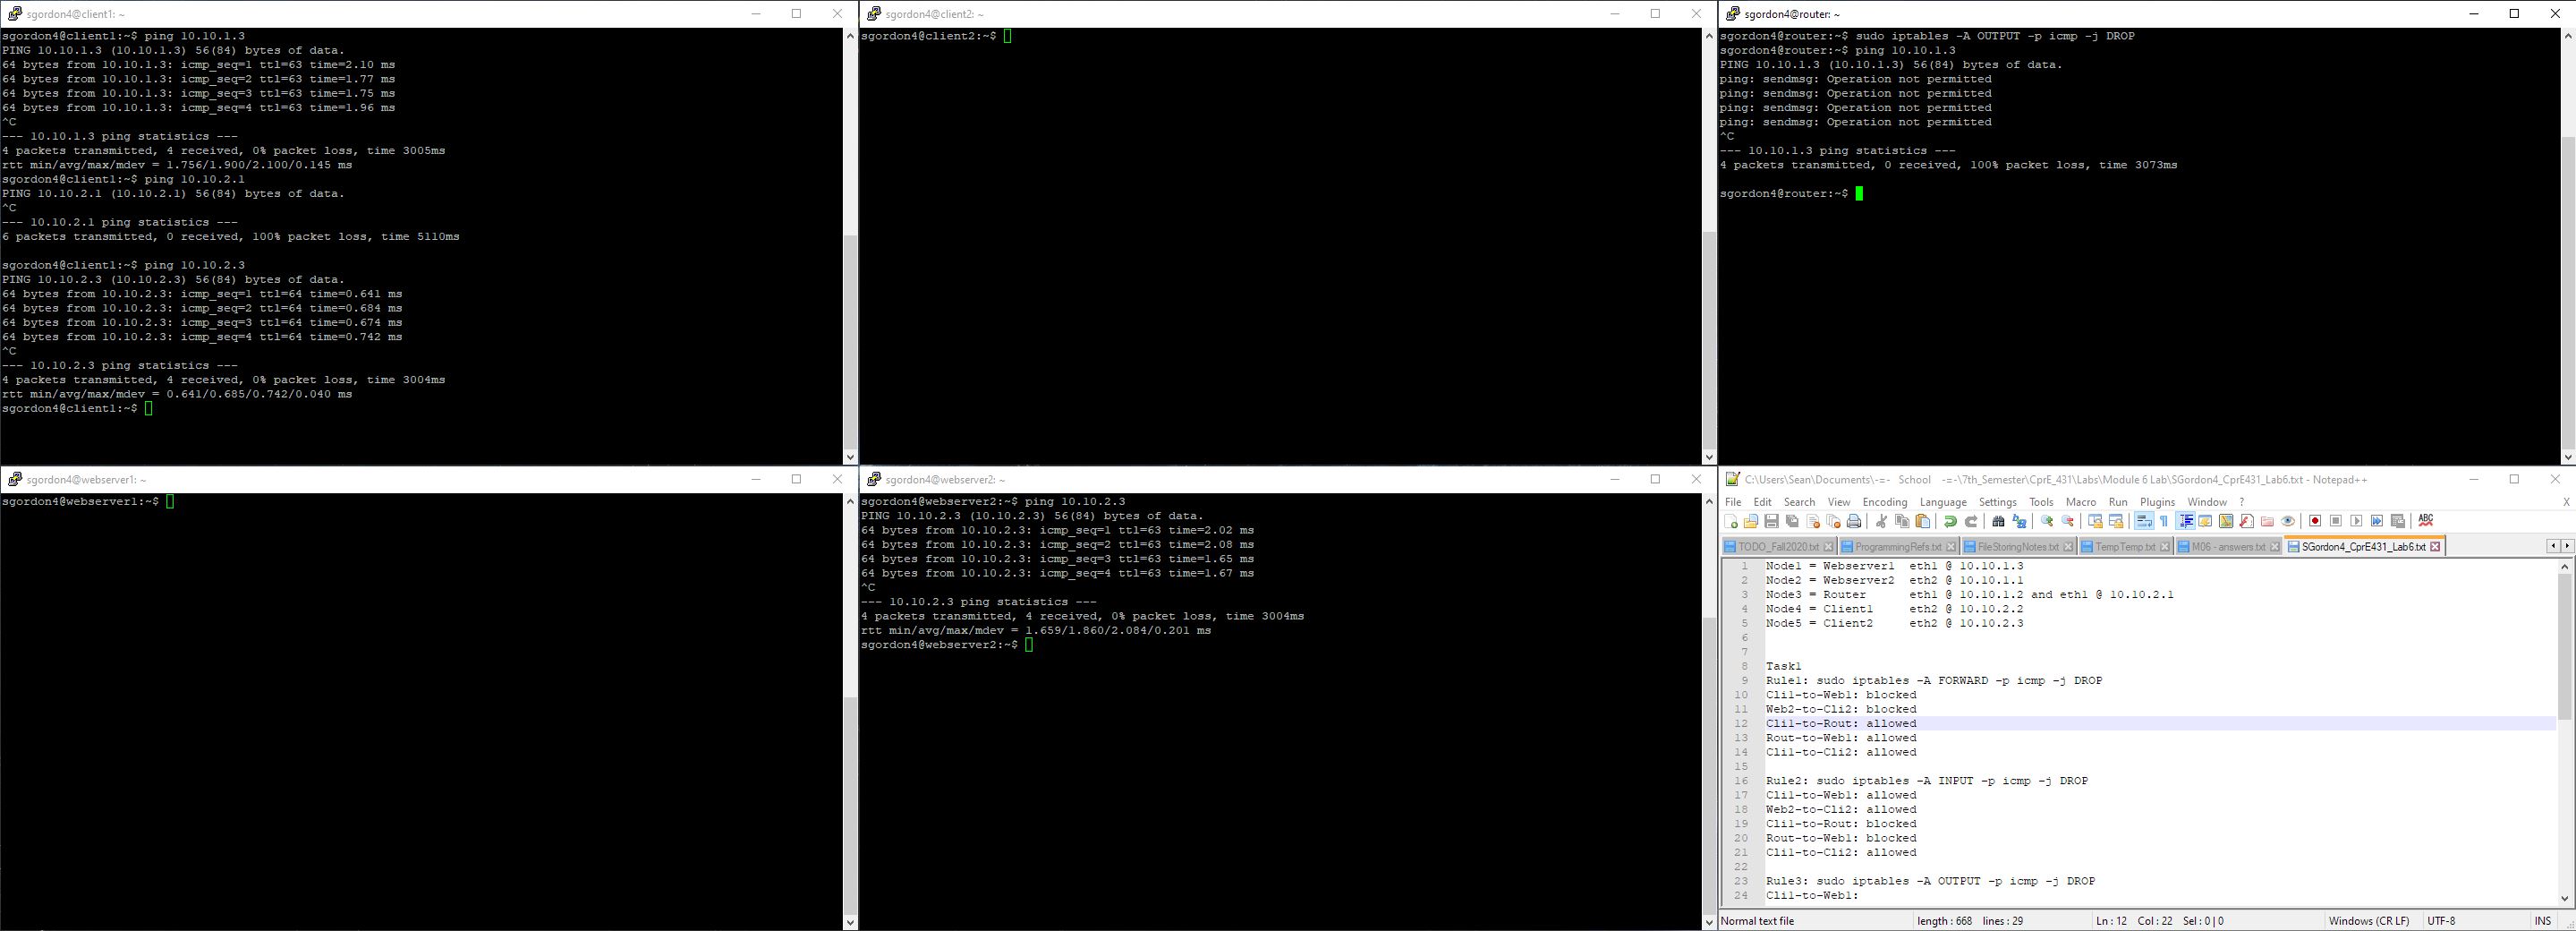 sgordon4@client1: ~
sgordon4@client1:~$ ping 10.10.1.3
PING 10.10.1.3 (10.10.1.3) 56(84) bytes of data.
64 bytes from 10.10.1.3: icmp_seq=1 ttl=63 time=2.10 ms
64 bytes from 10.10.1.3: icmp_seq=2 ttl=63 time=1.77 ms
64 bytes from 10.10.1.3: icmp_seq=3 ttl=63 time=1.75 ms
64 bytes from 10.10.1.3: icmp_seq=4 ttl=63 time=1.96 ms
^C
--- 10.10.1.3 ping statistics ---
4 packets transmitted, 4 received, 0% packet loss, time 3005ms
rtt min/avg/max/mdev = 1.756/1.900/2.100/0.145 ms
sgordon4@client1:~$ ping 10.10.2.1
PING 10.10.2.1 (10.10.2.1) 56(84) bytes of data.
^C
--- 10.10.2.1 ping statistics ---
6 packets transmitted, 0 received, 100% packet loss, time 5110ms
sgordon4@client1:~$ ping 10.10.2.3
PING 10.10.2.3 (10.10.2.3) 56(84) bytes of data.
64 bytes from 10.10.2.3: icmp_seq=1 ttl=64 time=0.641 ms
64 bytes from 10.10.2.3: icmp_seq=2 ttl=64 time=0.684 ms
64 bytes from 10.10.2.3: icmp_seq=3 ttl=64 time=0.674 ms
64 bytes from 10.10.2.3: icmp_seq=4 ttl=64 time=0.742 ms
^C
--- 10.10.2.3 ping statistics ---
4 packets transmitted, 4 received, 0% packet loss, time 3004ms
rtt min/avg/max/mdev = 0.641/0.685/0.742/0.040 ms
sgordon4@client1:~$
sgordon4@client2: ~
sgordon4@client2:~$
sgordon4@router: ~
sgordon4@router:~$ sudo iptables -A OUTPUT -p icmp -j DROP
sgordon4@router:~$ ping 10.10.1.3
PING 10.10.1.3 (10.10.1.3) 56(84) bytes of data.
ping: sendmsg: Operation not permitted
ping: sendmsg: Operation not permitted
ping: sendmsg: Operation not permitted
ping: sendmsg: Operation not permitted
^C
--- 10.10.1.3 ping statistics ---
4 packets transmitted, 0 received, 100% packet loss, time 3073ms
sgordon4@router:~$
sgordon4@webserver1: ~
sgordon4@webserver1:~$
sgordon4@webserver2: ~
sgordon4@webserver2:~$ ping 10.10.2.3
PING 10.10.2.3 (10.10.2.3) 56(84) bytes of data.
64 bytes from 10.10.2.3: icmp_seq=1 ttl=63 time=2.02 ms
64 bytes from 10.10.2.3: icmp_seq=2 ttl=63 time=2.08 ms
64 bytes from 10.10.2.3: icmp_seq=3 ttl=63 time=1.65 ms
64 bytes from 10.10.2.3: icmp_seq=4 ttl=63 time=1.67 ms
^C
--- 10.10.2.3 ping statistics ---
4 packets transmitted, 4 received, 0% packet loss, time 3004ms
rtt min/avg/max/mdev = 1.659/1.860/2.084/0.201 ms
sgordon4@webserver2:~$
C:\Users\Sean\Documents\-=- School -=-\7th_Semester\CprE_431\Labs\Module 6 Lab\SGordon4_CprE431_Lab6.txt - Notepad++
File Edit Search View Encoding Language Settings Tools Macro Run Plugins Window ? X
ABC
TODO_Fall2020.txt ProgrammingRefs.txt FileStoringNotes.txt TempTemp.txt M06 - answers.txt SGordon4_CprE431_Lab6.txt
1 Node1 = Webserver1 eth1 @ 10.10.1.3
2 Node2 = Webserver2 eth2 @ 10.10.1.1
3 Node3 = Router eth1 @ 10.10.1.2 and eth1 @ 10.10.2.1
4 Node4 = Client1 eth2 @ 10.10.2.2
5 Node5 = Client2 eth2 @ 10.10.2.3
6
7
8 Task1
9 Rule1: sudo iptables -A FORWARD -p icmp -j DROP
10 Cli1-to-Web1: blocked
11 Web2-to-Cli2: blocked
12 Cli1-to-Rout: allowed
13 Rout-to-Web1: allowed
14 Cli1-to-Cli2: allowed
15
16 Rule2: sudo iptables -A INPUT -p icmp -j DROP
17 Cli1-to-Web1: allowed
18 Web2-to-Cli2: allowed
19 Cli1-to-Rout: blocked
20 Rout-to-Web1: blocked
21 Cli1-to-Cli2: allowed
22
23 Rule3: sudo iptables -A OUTPUT -p icmp -j DROP
24 Cli1-to-Web1:
Normal text file length : 668 lines : 29 Ln : 12 Col : 22 Sel : 0 | 0 Windows (CR LF) UTF-8 INS